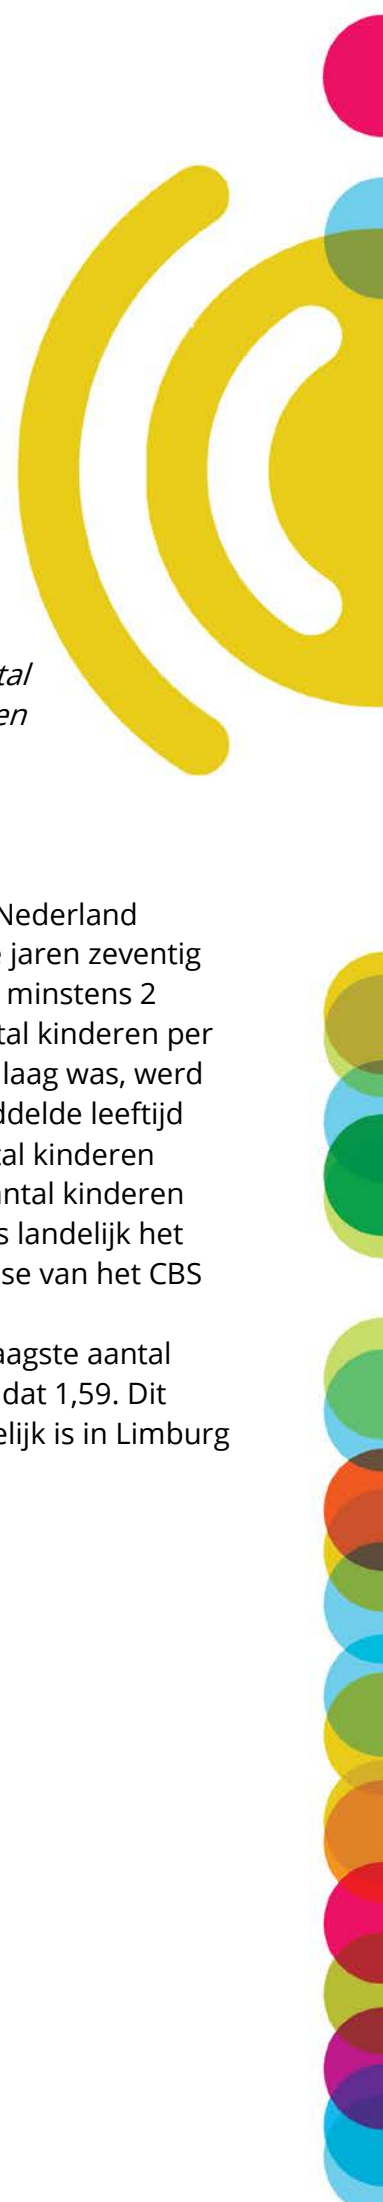 tal
en
Nederland
jaren zeventig
minstens 2
tal kinderen per
laag was, werd
ddelde leeftijd
tal kinderen
antal kinderen
s landelijk het
se van het CBS
aagste aantal
dat 1,59. Dit
elijk is in Limburg